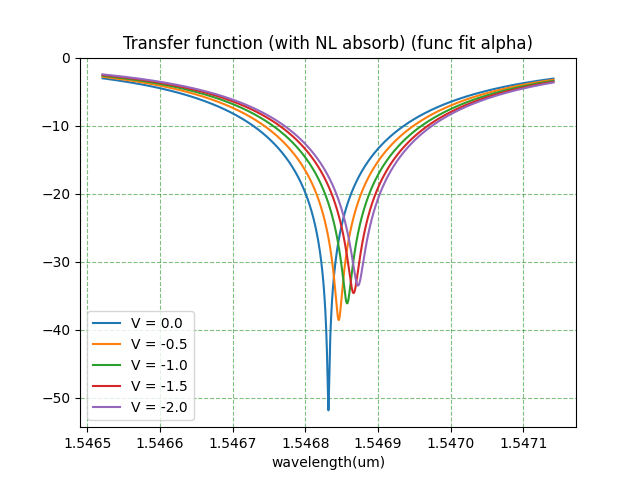 Transfer function (with NL absorb) (func fit alpha)
0
−10
−20
−30
−40
−50
V = 0.0
V = -0.5
V = -1.0
V = -1.5
V = -2.0
1.5465 1.5466 1.5467 1.5468 1.5469 1.5470 1.5471
wavelength(um)